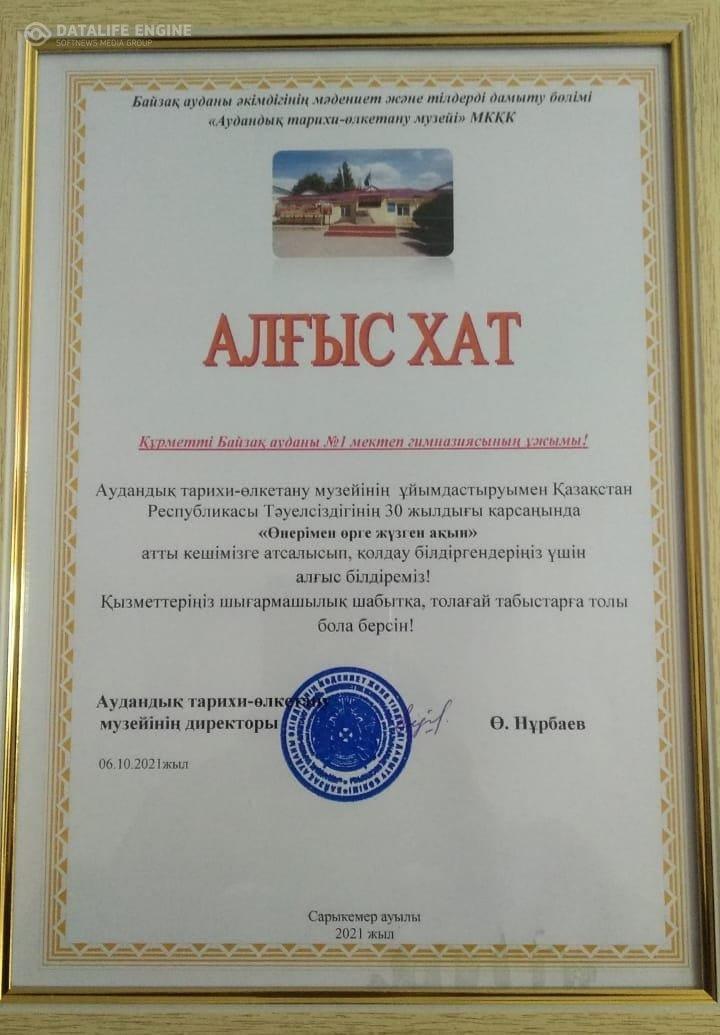 DATALIFE ENGINE
SOFTNEWS MEDIA GROUP
Байзақ ауданы әкімдігінің мәдениет және тілдерді дамыту бөлімі
«Аудандық тарихи-өлкетану музейі» МКҚК
АЛҒЫС ХАТ
Құрметті Байзақ ауданы №1 мектеп гимназиясының ұжымы!
Аудандық тарихи-өлкетану музейінің ұйымдастыруымен Қазақстан
Республикасы Тәуелсіздігінің 30 жылдығы қарсаңында
«Өнерімен өрге жүзген ақын»
атты кешімізге атсалысып, қолдау білдіргендеріңіз үшін
алғыс білдіреміз!
Қызметтеріңіз шығармашылық шабытқа, толағай табыстарға толы
бола берсін!
Аудандық тарихи-өлкетану
музейінің директоры
Ө. Нұрбаев
06.10.2021жыл
Сарыкемер ауылы
2021 жыл